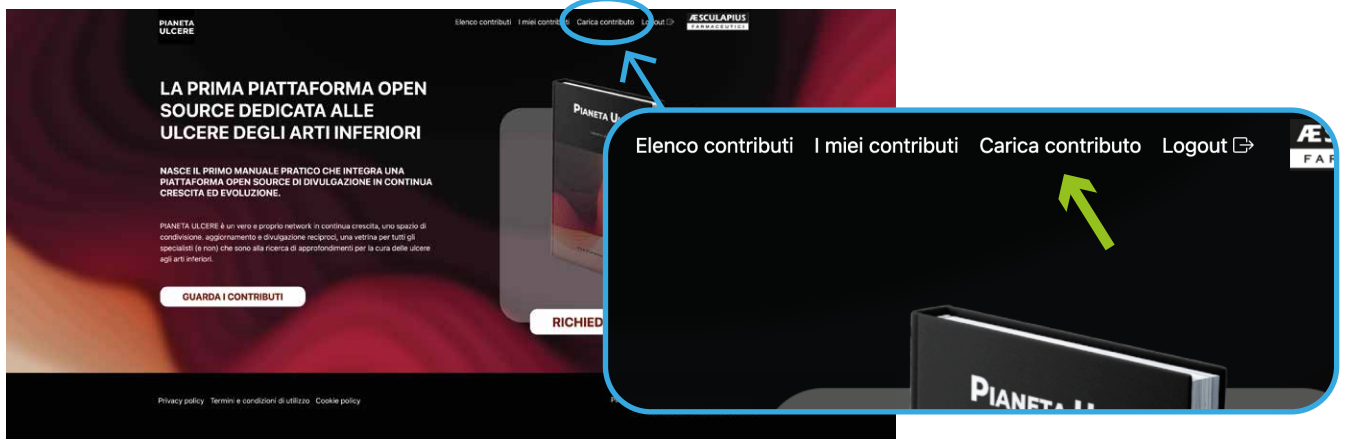 PIANETA
ULCERE
Elenco contributi I miei contributi Carica contributo Logout
ÆSCULAPIUS
FARMACEUTICI
LA PRIMA PIATTAFORMA OPEN
SOURCE DEDICATA ALLE
ULCERE DEGLI ARTI INFERIORI
NASCE IL PRIMO MANUALE PRATICO CHE INTEGRA UNA
PIATTAFORMA OPEN SOURCE DI DIVULGAZIONE IN CONTINUA
CRESCITA ED EVOLUZIONE.
PIANETA ULCERE è un vero e proprio network in continua crescita, uno spazio di
condivisione, aggiornamento e divulgazione reciproci, una vetrina per tutti gli
specialisti (e non) che sono alla ricerca di approfondimenti per la cura delle ulcere
agli arti inferiori.
GUARDA I CONTRIBUTI
PIANETA U
RICHIED
Privacy policy Termini e condizioni di utilizzo Cookie policy
Elenco contributi I miei contributi Carica contributo Logout
ÆS
FAR
PIANETA U